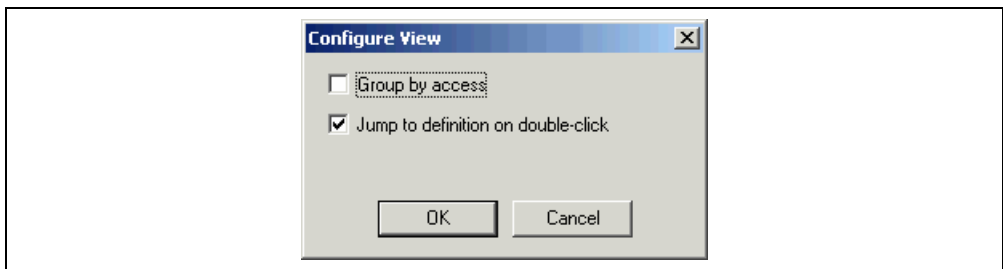 Configure View
Group by access
Jump to definition on double-click
OK
Cancel